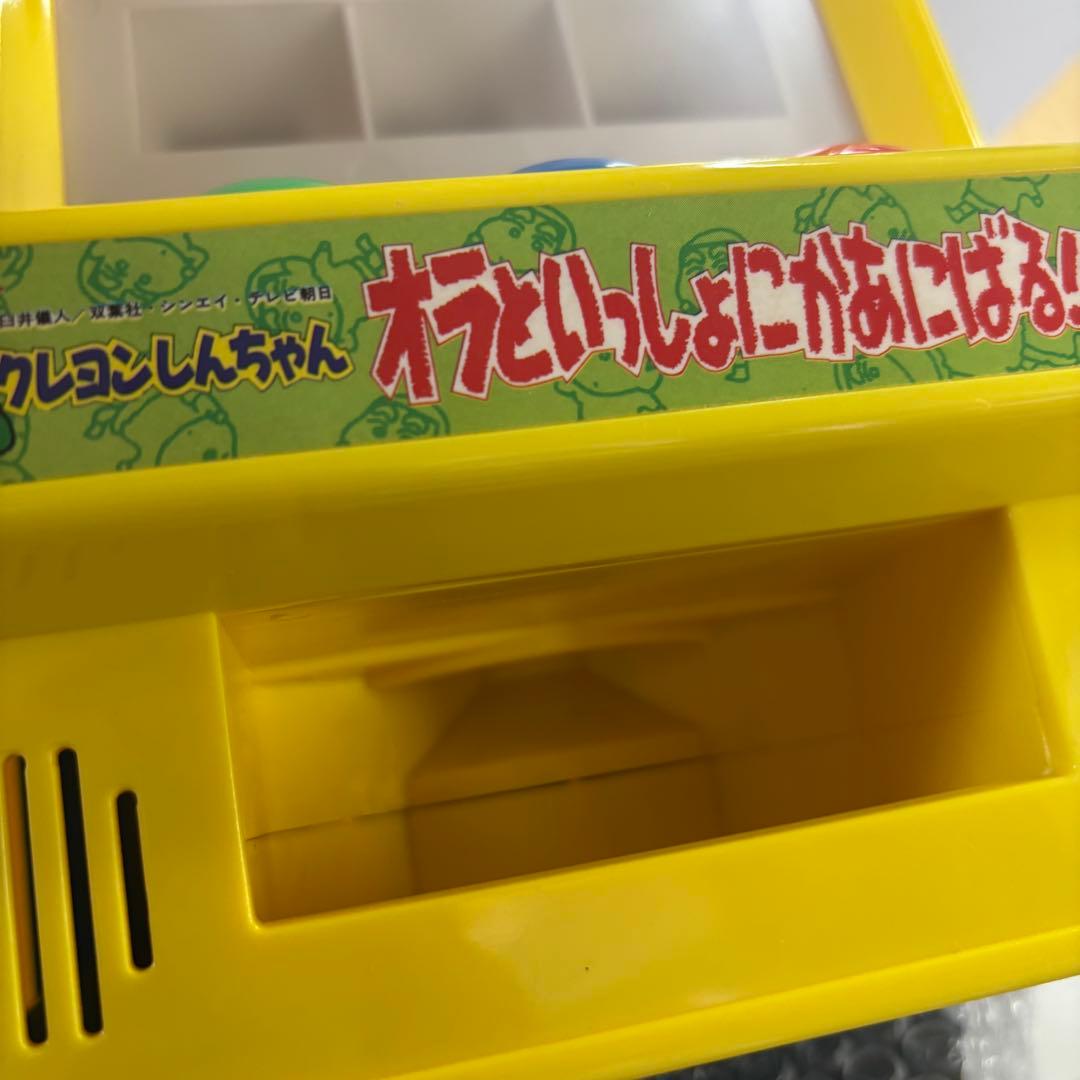 臼井儀人/双葉社・シンエイ・テレビ朝日
クレヨンしんちゃん
オラといっしょにかあにばる!